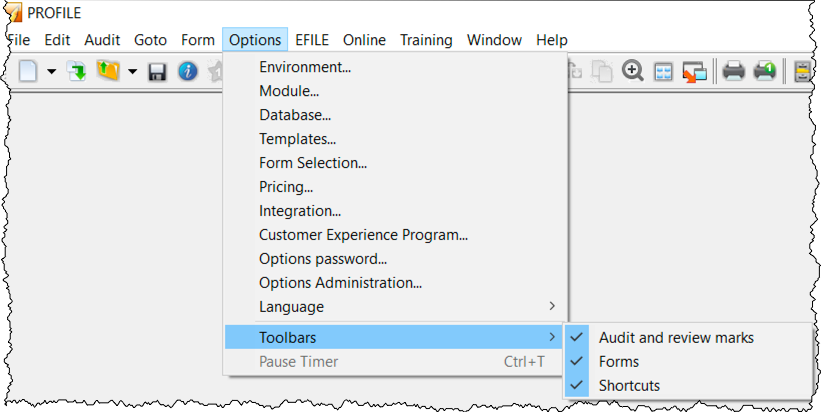 PROFILE
File Edit Audit Goto Form Options EFILE Online Training Window Help
Environment...
Module...
Database...
Templates...
Form Selection...
Pricing...
Integration...
Customer Experience Program...
Options password...
Options Administration...
Language
Toolbars
Audit and review marks
Pause Timer Ctrl+T
Forms
Shortcuts